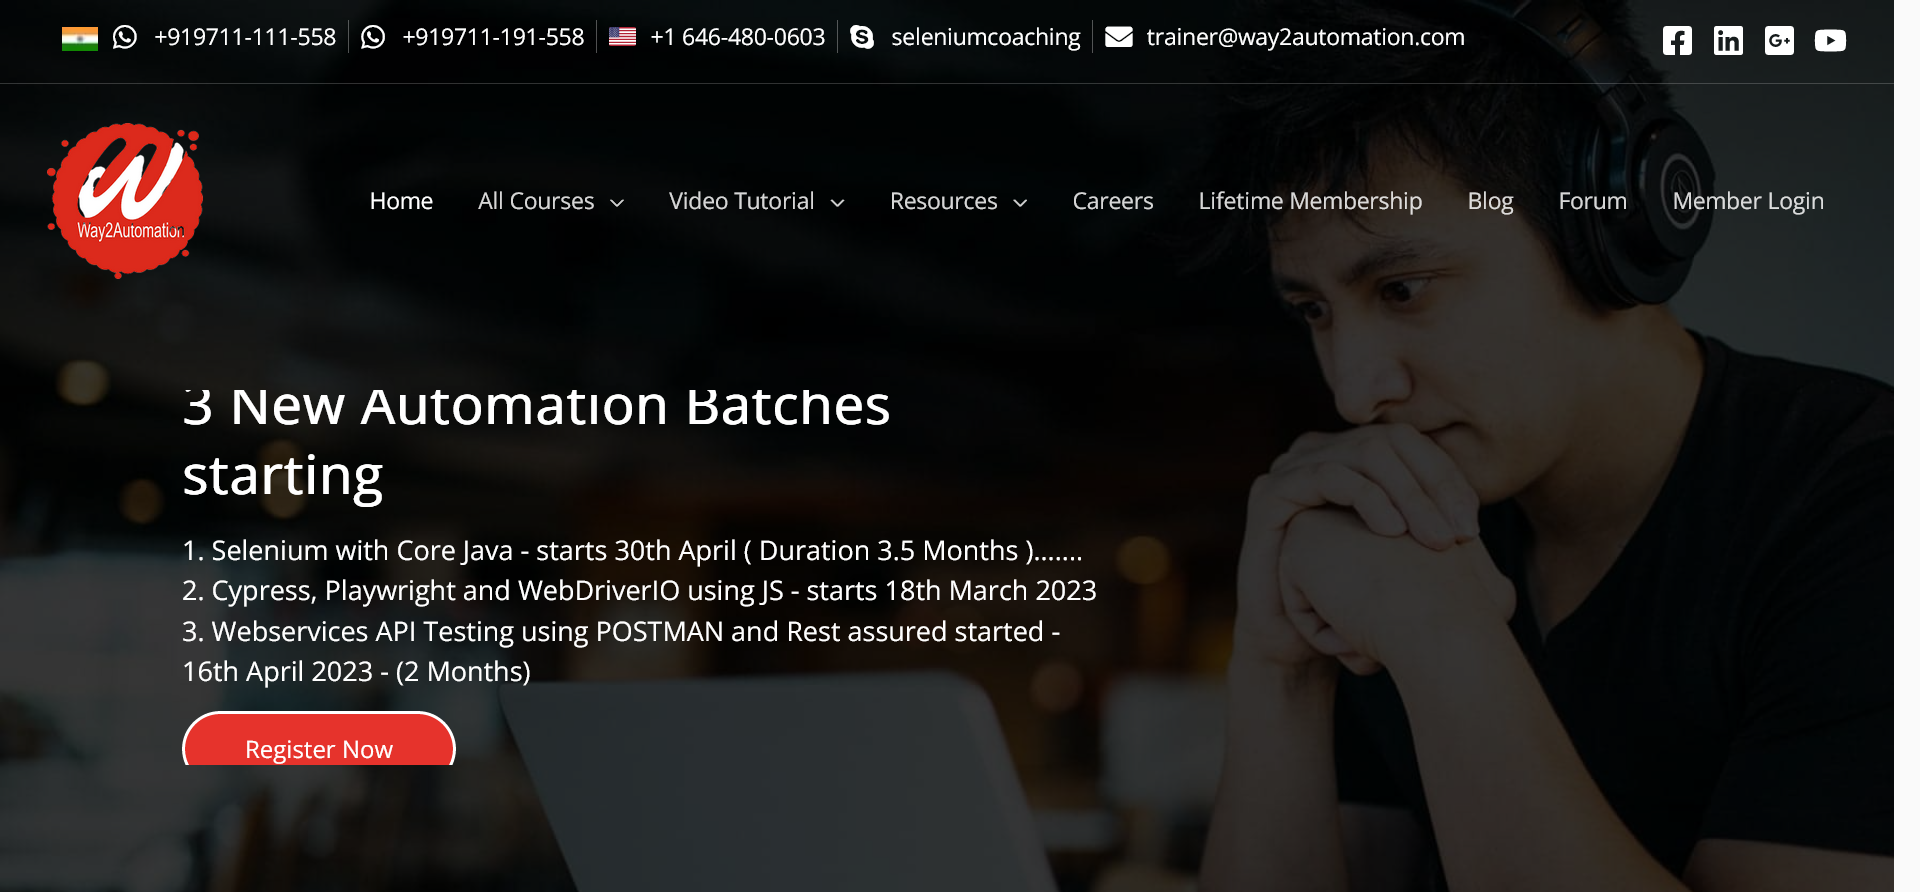 +919711-111-558
+919711-191-558
+1 646-480-0603
seleniumcoaching
trainer@way2automation.com
Way2Automation
Home
All Courses
Video Tutorial
Resources
Careers
Lifetime Membership
Blog
Forum
Member Login
3 New Automation Batches
starting
1. Selenium with Core Java - starts 30th April ( Duration 3.5 Months ).......
2. Cypress, Playwright and WebDriverIO using JS - starts 18th March 2023
3. Webservices API Testing using POSTMAN and Rest assured started -
16th April 2023 - (2 Months)
Register Now